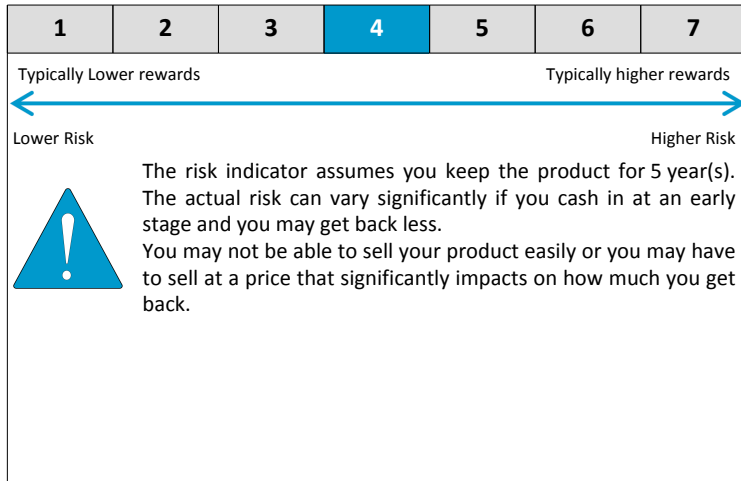 1 2 3 4 5 6 7
Typically Lower rewards Typically higher rewards
Lower Risk Higher Risk
The risk indicator assumes you keep the product for 5 year(s).
The actual risk can vary significantly if you cash in at an early
stage and you may get back less.
You may not be able to sell your product easily or you may have
to sell at a price that significantly impacts on how much you get
back.